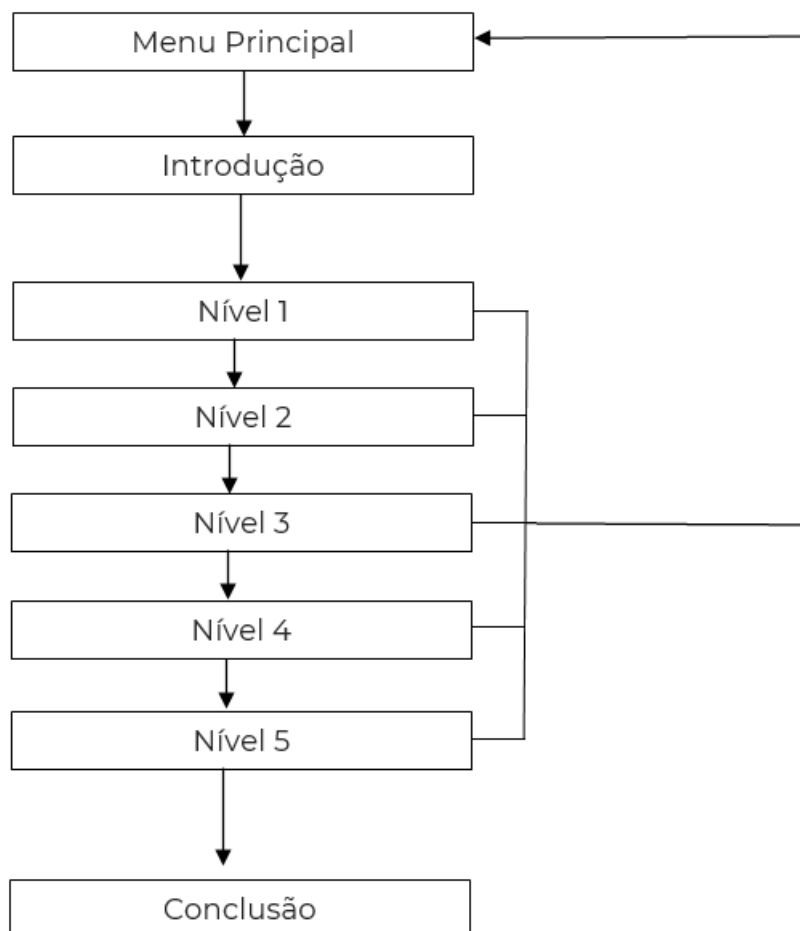 Menu Principal
Introdução
Nível 1
Nível 2
Nível 3
Nível 4
Nível 5
Conclusão